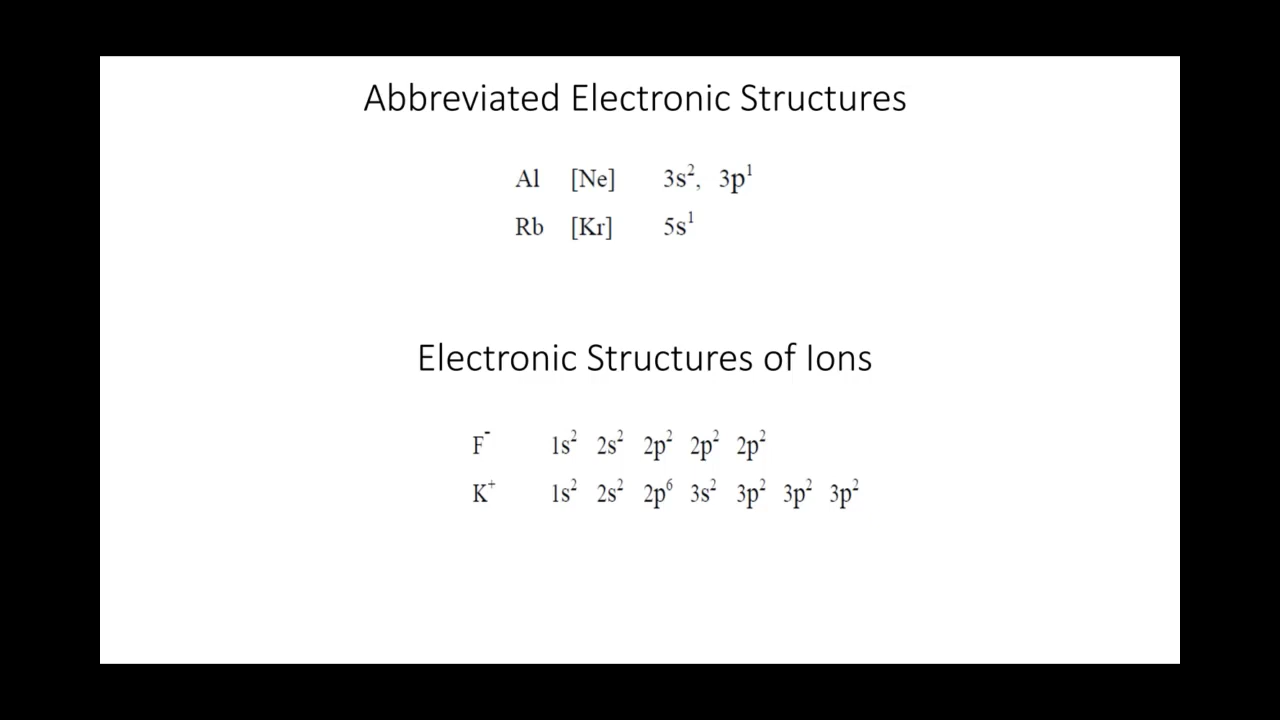 Abbreviated Electronic Structures
Al [Ne] 3s², 3p¹
Rb [Kr] 5s¹
Electronic Structures of Ions
F⁻ 1s² 2s² 2p² 2p² 2p²
K⁺ 1s² 2s² 2p⁶ 3s² 3p² 3p² 3p²